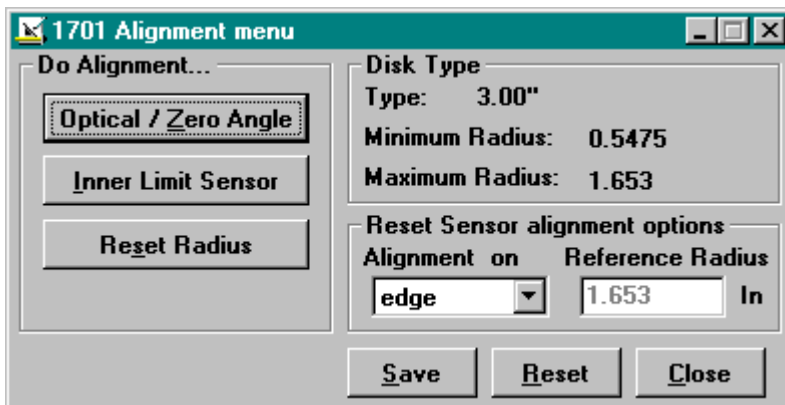 1701 Alignment menu
Do Alignment...
Optical / Zero Angle
Inner Limit Sensor
Reset Radius
Disk Type
Type: 3.00"
Minimum Radius: 0.5475
Maximum Radius: 1.653
Reset Sensor alignment options
Alignment on Reference Radius
edge 1.653 In
Save Reset Close